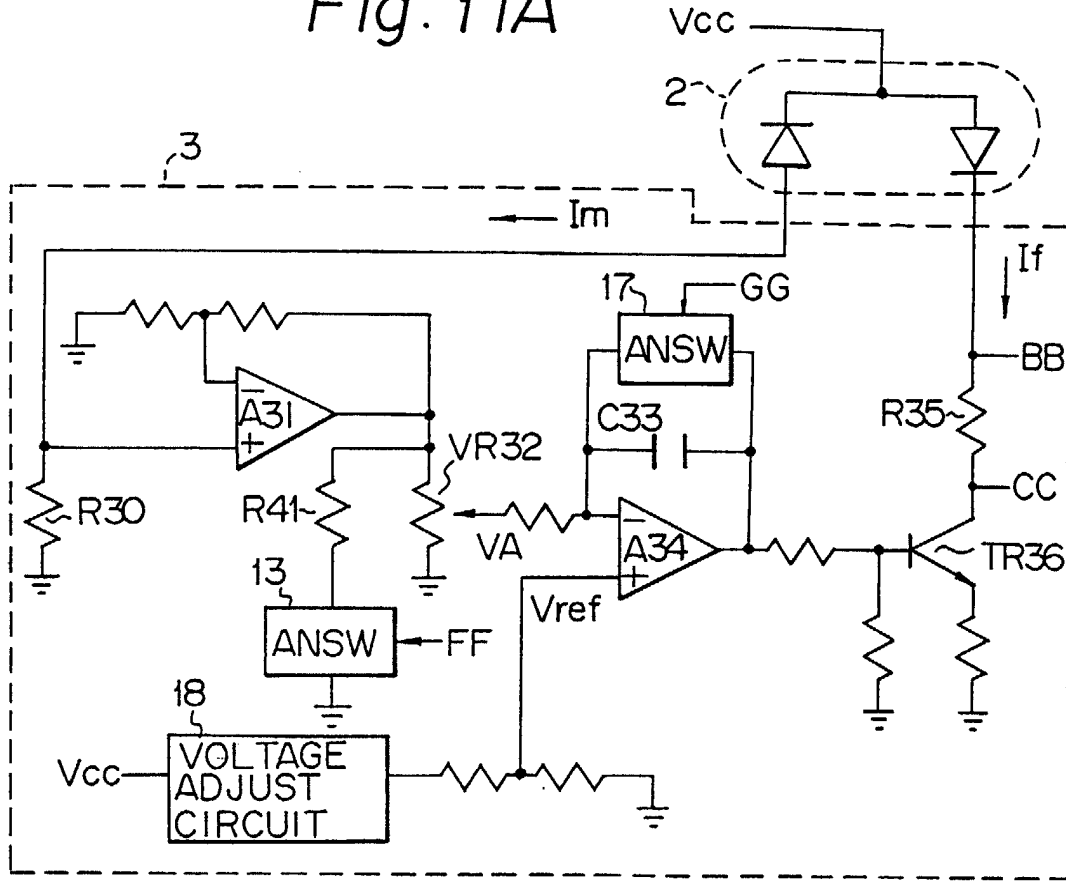 Fig. 11A
Vcc
2
3
Im
If
17
GG
ANSW
BB
A31
−
+
C33
R35
VR32
CC
R30
R41
VA
−
A34
+
TR36
13
Vref
ANSW
FF
18
Vcc
VOLTAGE
ADJUST
CIRCUIT